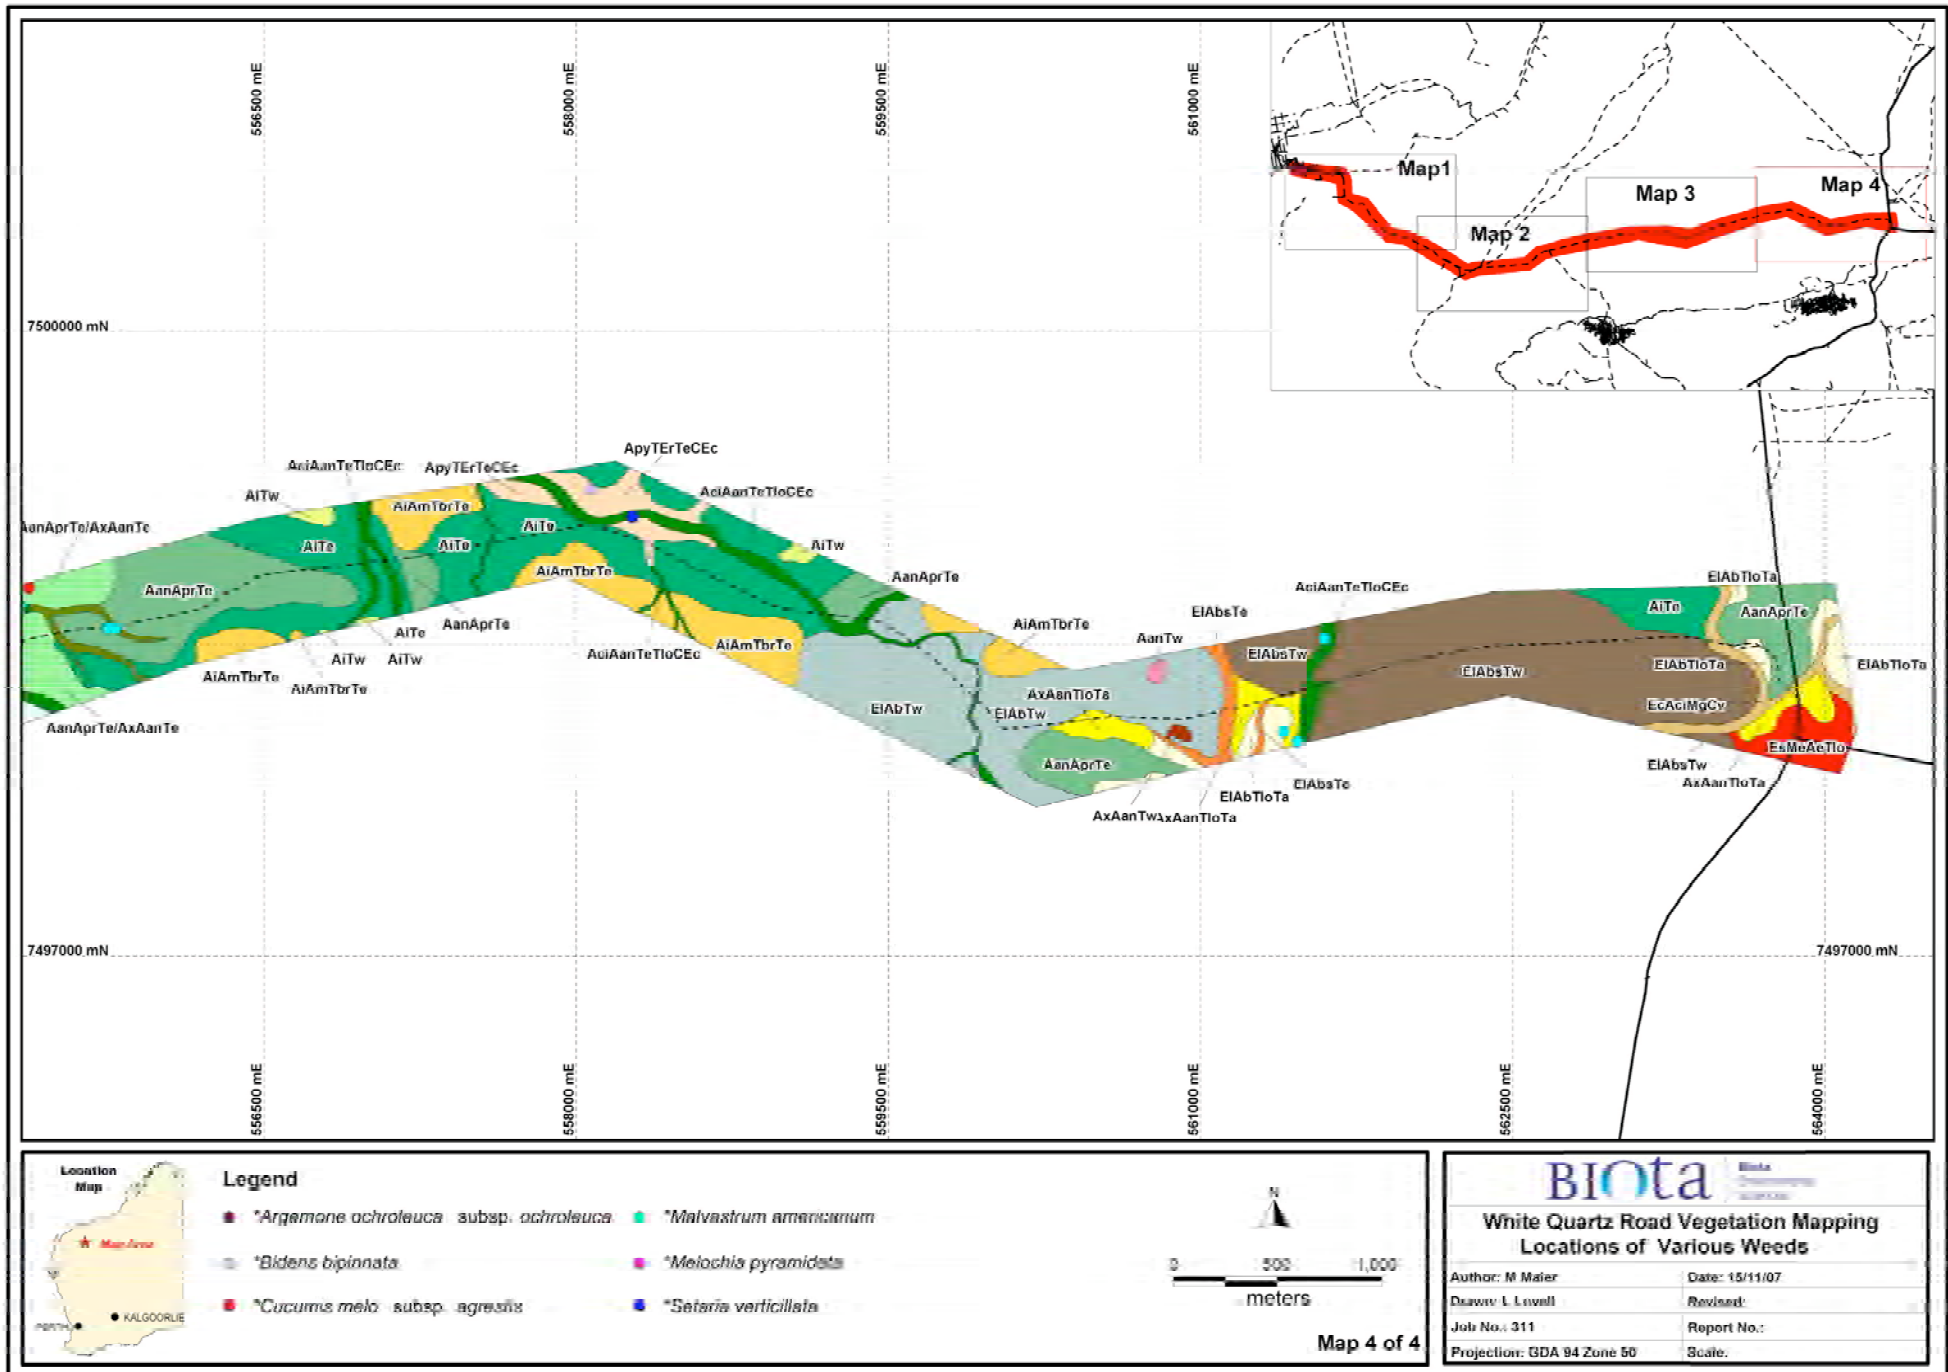 556500 mE
558000 mE
559500 mE
561000 mE
Map1
Map 2
Map 3
Map 4
7500000 mN
ApyTErTeCEc
AciAanTeTloCEc
ApyTErTeCEc
AiTw
AiAmTbrTe
AciAanTeTloCEc
AanAprTe/AxAanTe
AiTe
AiTe
AiTe
AiTw
AanAprTe
AiAmTbrTe
AanAprTe
ElAbTloTa
AciAanTeTloCEc
AiTe
AanAprTe
ElAbsTe
AanAprTe
AiTe
AiAmTbrTe
AanTw
AiAmTbrTe
AciAanTeTloCEc
ElAbsTw
AiTw
AiTw
ElAbTloTa
ElAbTloTa
ElAbsTw
AiAmTbrTe
AiAmTbrTe
AxAanTloTa
ElAbTw
ElAbTw
EcAciMgCv
AanAprTe/AxAanTe
EsMeAeTlo
AanAprTe
ElAbsTw
AxAanTloTa
ElAbsTe
ElAbTloTa
AxAanTw
AxAanTloTa
7497000 mN
7497000 mN
556500 mE
558000 mE
559500 mE
561000 mE
562500 mE
564000 mE
Location
Map
Map Area
KALGOORLIE
PERTH
Legend
*Argemone ochroleuca subsp. ochroleuca
*Malvastrum americanum
*Bidens bipinnata
*Melochia pyramidata
*Cucumis melo subsp. agrestis
*Setaria verticillata
N
0 500 1,000
meters
Map 4 of 4
BIOta
White Quartz Road Vegetation Mapping
Locations of Various Weeds
Author: M Maier
Date: 15/11/07
Drawn: L Lovell
Revised:
Job No.: 311
Report No.:
Projection: GDA 94 Zone 50
Scale: